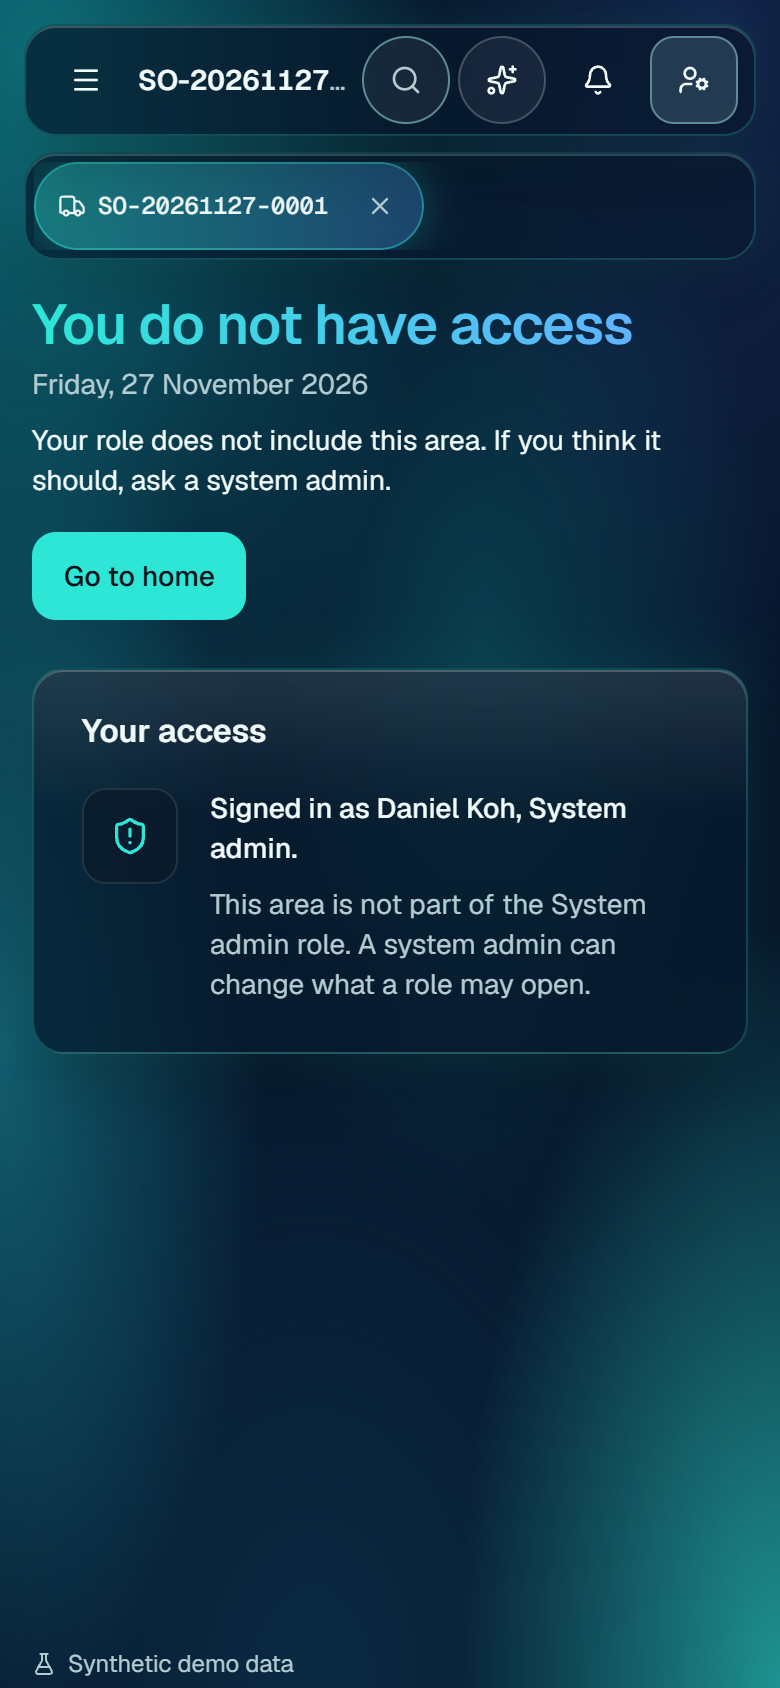 SO-20261127...
SO-20261127-0001
You do not have access
Friday, 27 November 2026
Your role does not include this area. If you think it
should, ask a system admin.
Go to home
Your access
Signed in as Daniel Koh, System
admin.
This area is not part of the System
admin role. A system admin can
change what a role may open.
Synthetic demo data